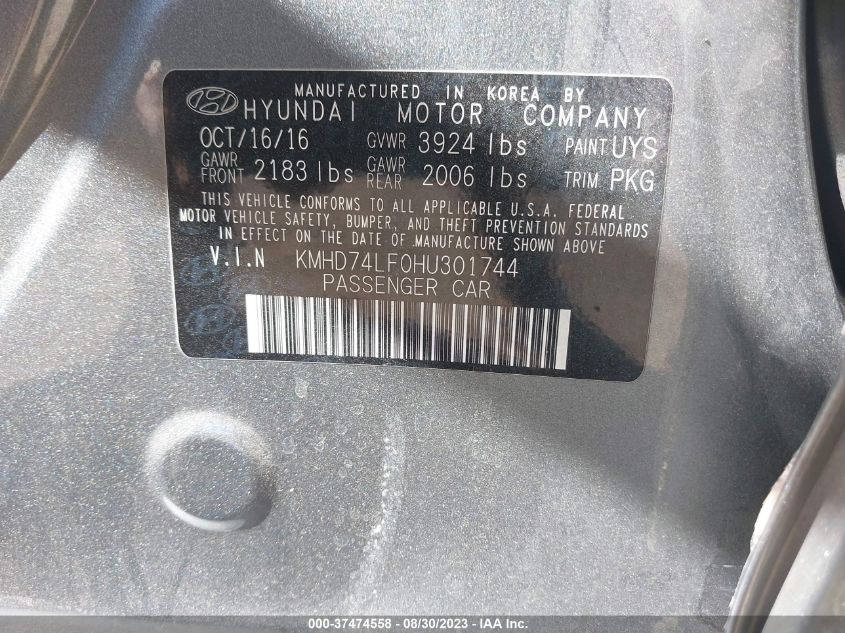 MANUFACTURED IN KOREA BY
HYUNDAI MOTOR COMPANY
OCT/16/16 GVWR 3924 lbs PAINT UYS
GAWR FRONT 2183 lbs GAWR REAR 2006 lbs TRIM PKG
THIS VEHICLE CONFORMS TO ALL APPLICABLE U.S.A. FEDERAL
MOTOR VEHICLE SAFETY, BUMPER, AND THEFT PREVENTION STANDARDS
IN EFFECT ON THE DATE OF MANUFACTURE SHOWN ABOVE
V.I.N KMHD74LF0HU301744
PASSENGER CAR
000-37474558 - 08/30/2023 - IAA Inc.